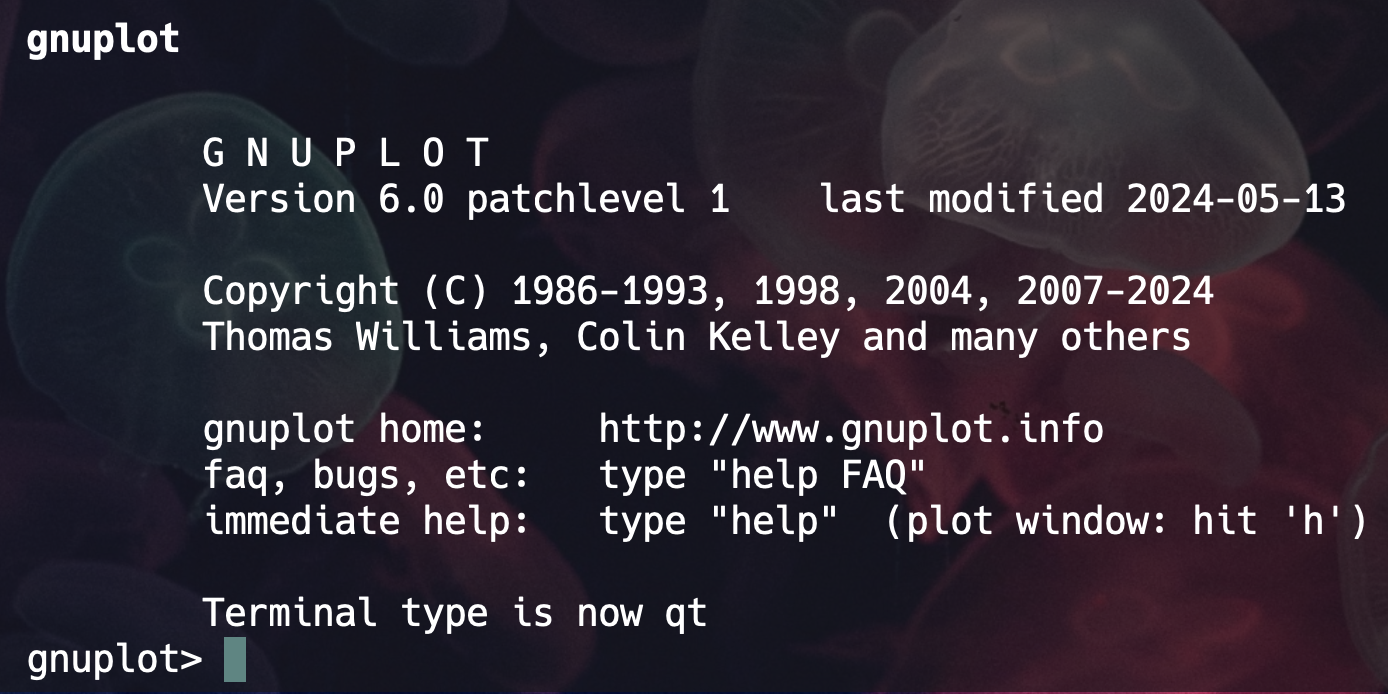 gnuplot
G N U P L O T
Version 6.0 patchlevel 1    last modified 2024-05-13
Copyright (C) 1986-1993, 1998, 2004, 2007-2024
Thomas Williams, Colin Kelley and many others
gnuplot home:     http://www.gnuplot.info
faq, bugs, etc:   type "help FAQ"
immediate help:   type "help"  (plot window: hit 'h')
Terminal type is now qt
gnuplot>